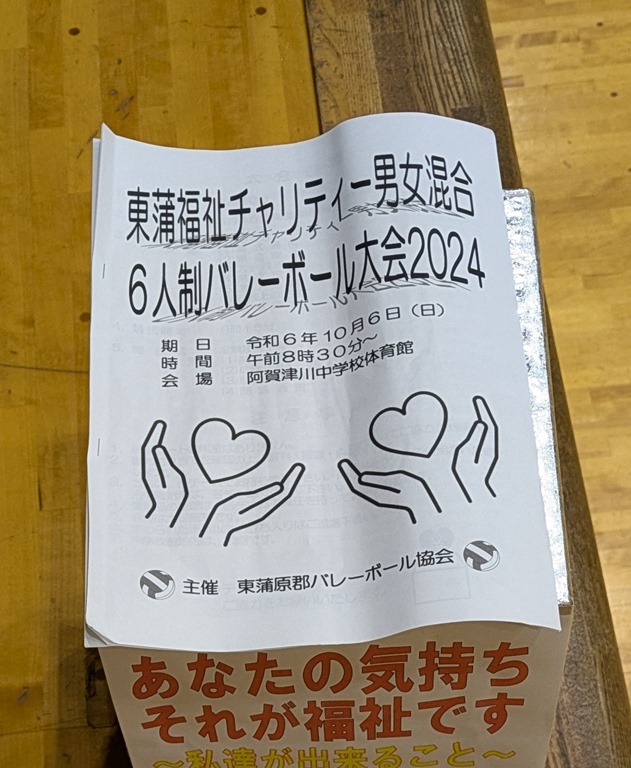 東蒲福祉チャリティー男女混合
6人制バレーボール大会2024
期 日 令和6年10月6日（日）
時 間 午前8時30分～
会 場 阿賀津川中学校体育館
主催 東蒲原郡バレーボール協会
あなたの気持ち
それが福祉です
～私達が出来ること～